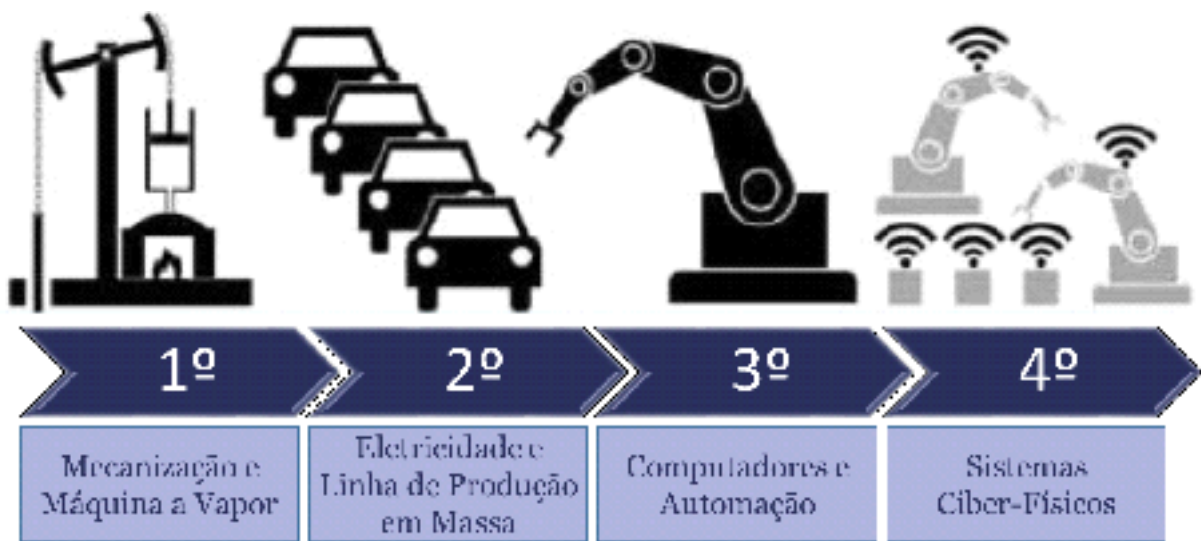 1º
2º
3º
4º
Mecanização e
Máquina a Vapor
Eletricidade e
Linha de Produção
em Massa
Computadores e
Automação
Sistemas
Ciber-Físicos